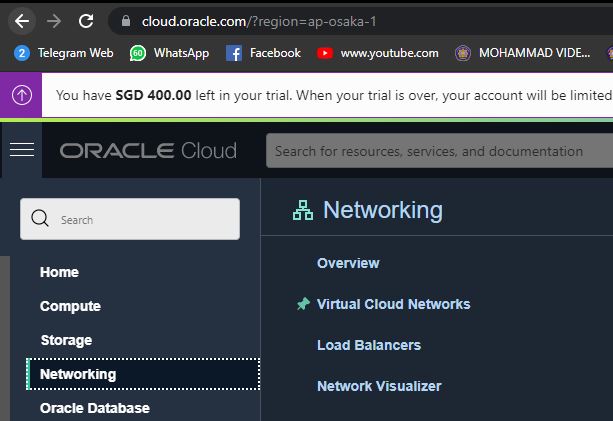 cloud.oracle.com/?region=ap-osaka-1
2 Telegram Web 60 WhatsApp Facebook www.youtube.com MOHAMMAD VIDE...
You have SGD 400.00 left in your trial. When your trial is over, your account will be limited
ORACLE Cloud Search for resources, services, and documentation
Search
Home
Compute
Storage
Networking
Oracle Database
Networking
Overview
Virtual Cloud Networks
Load Balancers
Network Visualizer